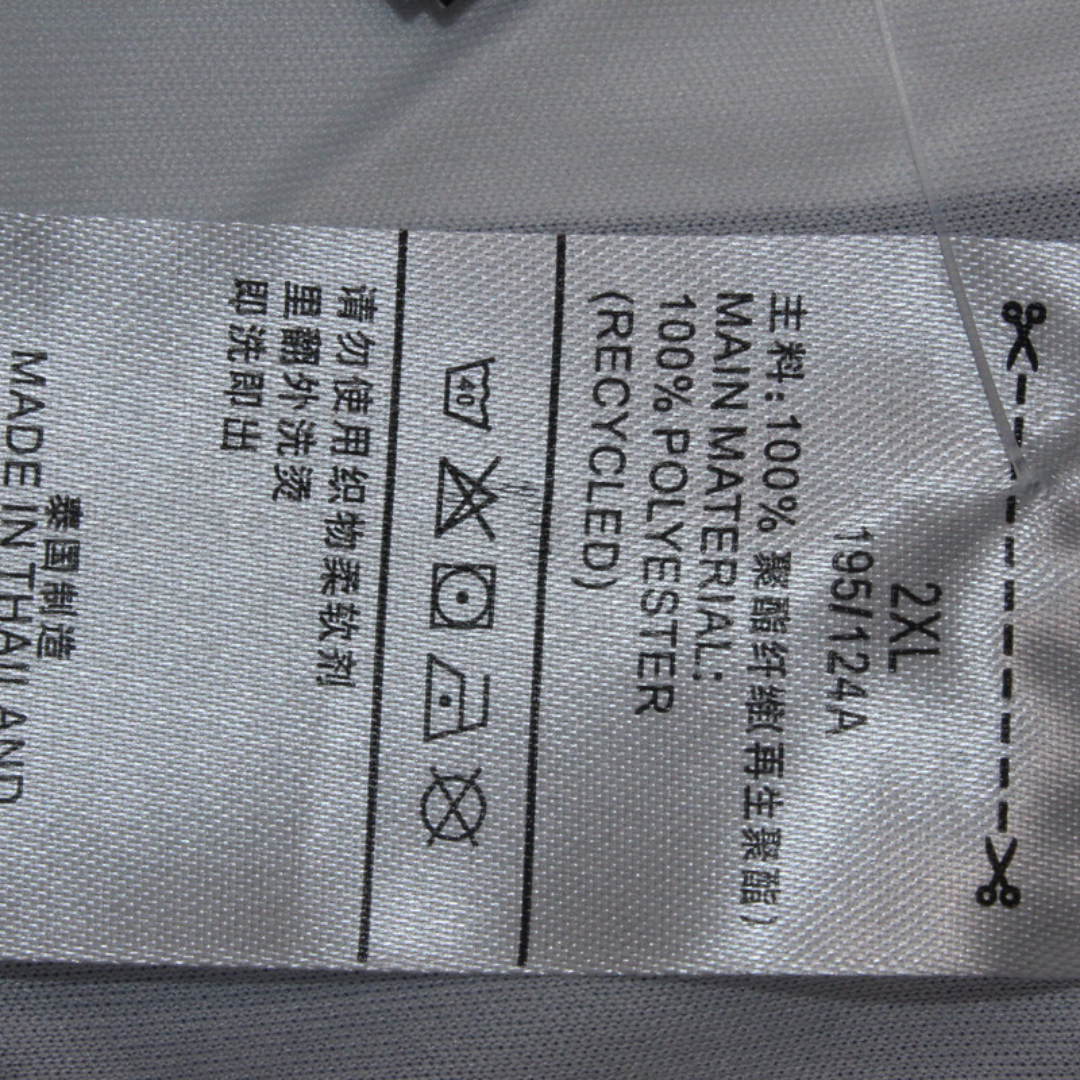 2XL
195/124A
主料: 100% 聚酯纤维(再生聚酯)
MAIN MATERIAL:
100% POLYESTER
(RECYCLED)
40
请勿使用织物柔软剂
里翻外洗烫
即洗即出
泰国制造
MADE IN THAILAND